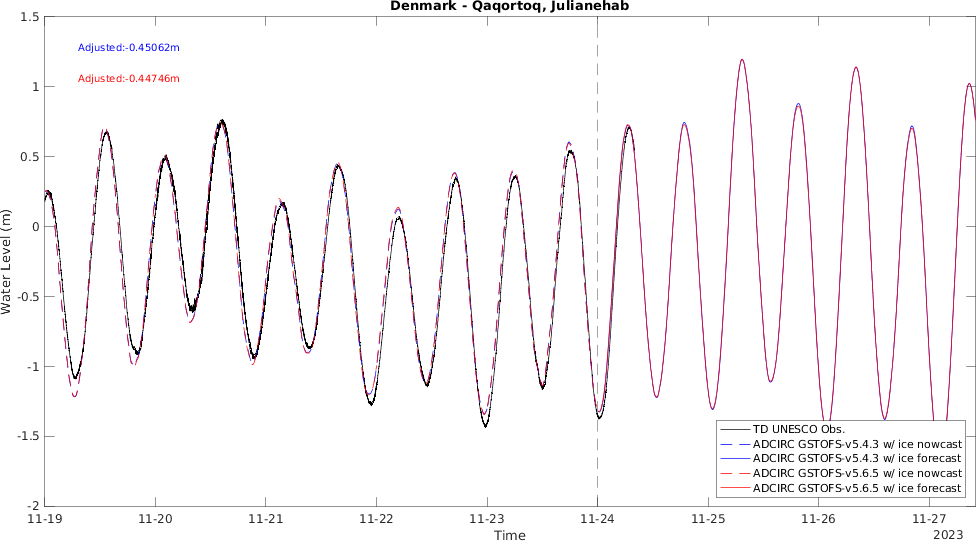 Denmark - Qaqortoq, Julianehab
Adjusted:-0.45062m
Adjusted:-0.44746m
Water Level (m)
1.5
1
0.5
0
-0.5
-1
-1.5
-2
TD UNESCO Obs.
ADCIRC GSTOFS-v5.4.3 w/ ice nowcast
ADCIRC GSTOFS-v5.4.3 w/ ice forecast
ADCIRC GSTOFS-v5.6.5 w/ ice nowcast
ADCIRC GSTOFS-v5.6.5 w/ ice forecast
11-19 11-20 11-21 11-22 11-23 11-24 11-25 11-26 11-27
Time
2023